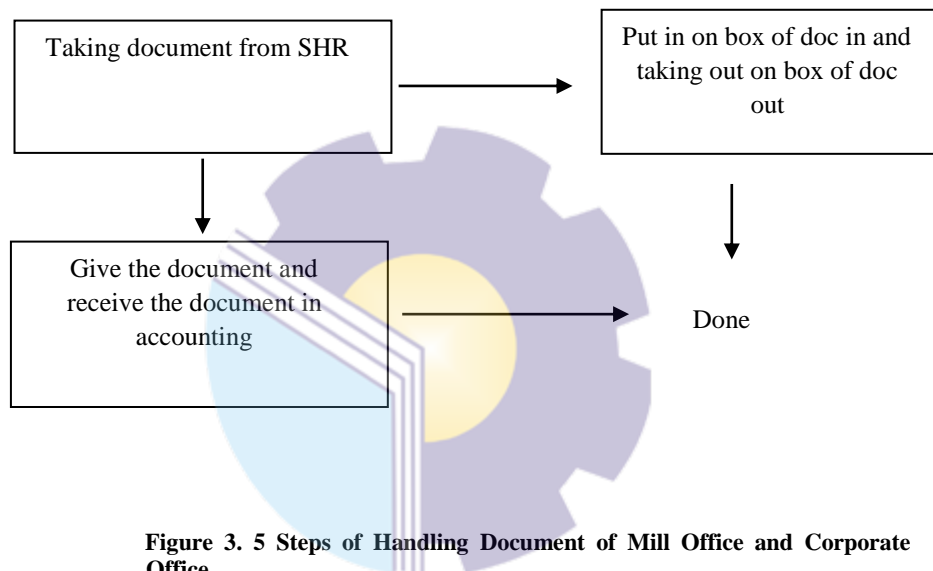 Taking document from SHR
Put in on box of doc in and
taking out on box of doc
out
Give the document and
receive the document in
accounting
Done
Figure 3. 5 Steps of Handling Document of Mill Office and Corporate
Office